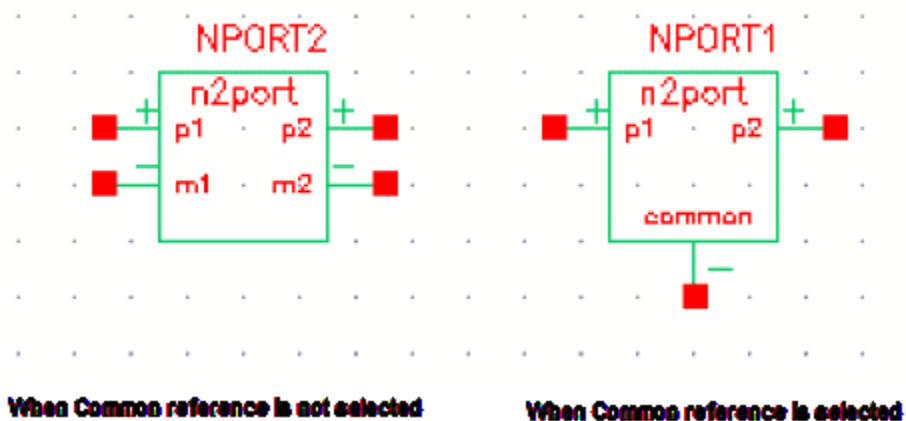 NPORT2
NPORT1
n2port
n2port
+ +
p1 p2
- -
m1 m2
+ +
p1 p2
common
-
When Common reference is not selected
When Common reference is selected